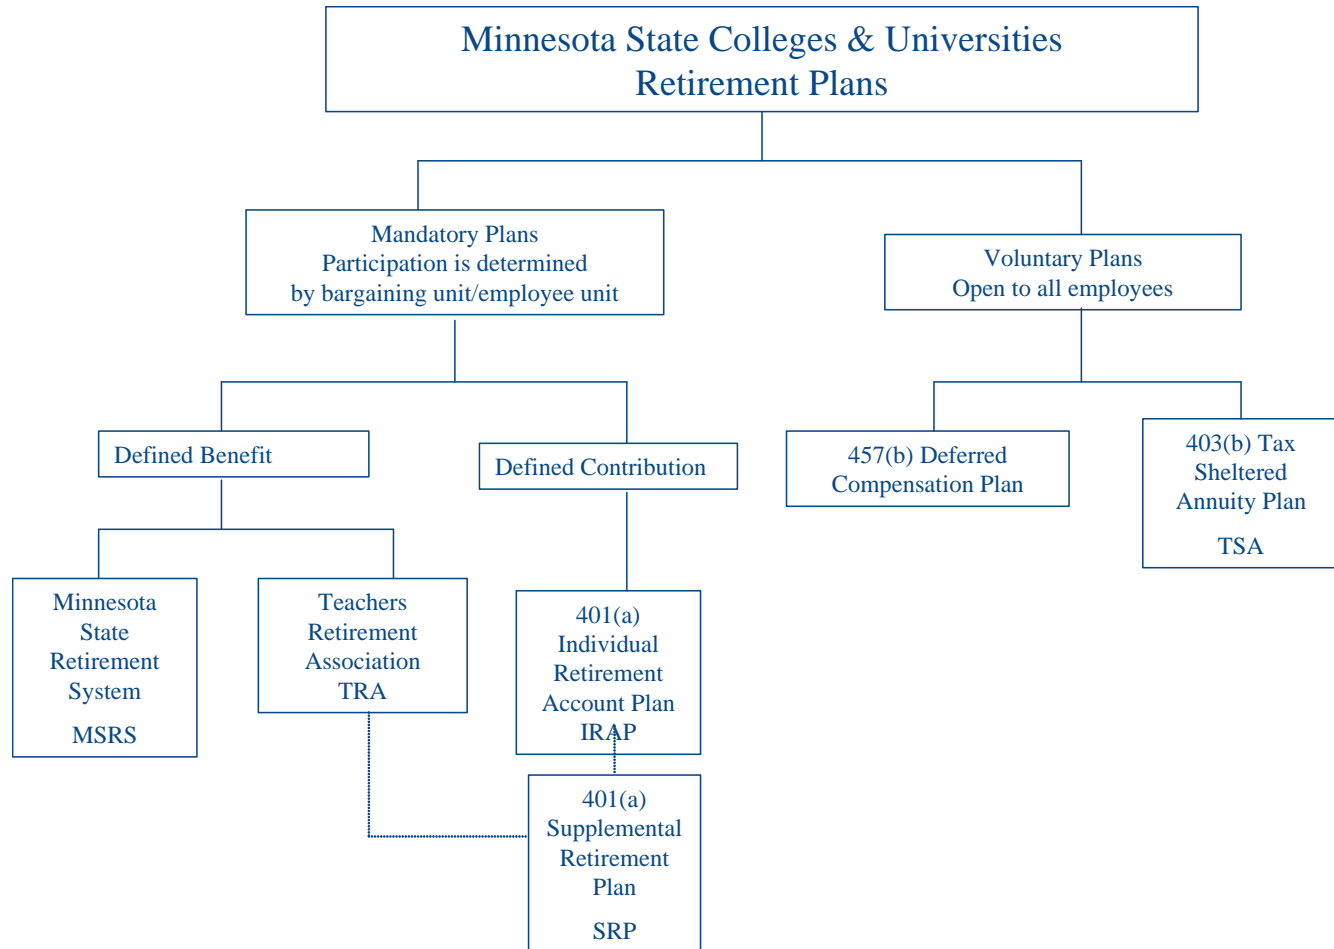 Minnesota State Colleges & Universities
Retirement Plans
Mandatory Plans
Participation is determined
by bargaining unit/employee unit
Voluntary Plans
Open to all employees
Defined Benefit
Defined Contribution
457(b) Deferred
Compensation Plan
403(b) Tax
Sheltered
Annuity Plan
TSA
Minnesota
State
Retirement
System
MSRS
Teachers
Retirement
Association
TRA
401(a)
Individual
Retirement
Account Plan
IRAP
401(a)
Supplemental
Retirement
Plan
SRP